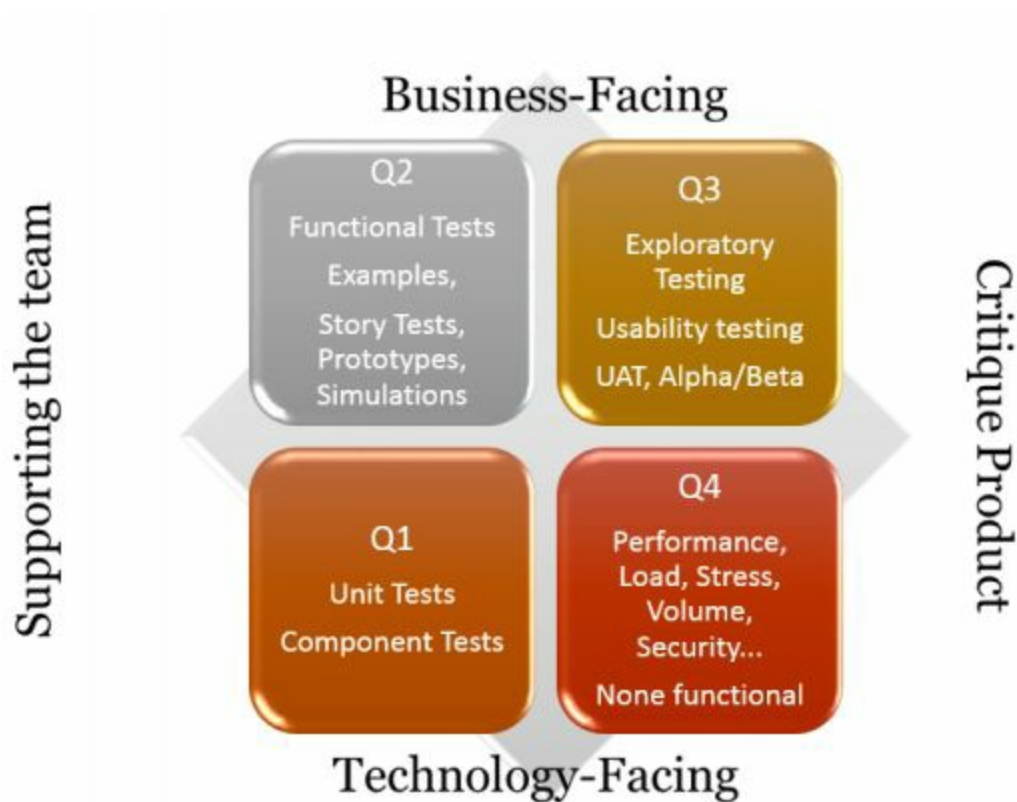 Business-Facing
Supporting the team
Q2
Functional Tests
Examples,
Story Tests,
Prototypes,
Simulations
Q3
Exploratory
Testing
Usability testing
UAT, Alpha/Beta
Critique Product
Q1
Unit Tests
Component Tests
Q4
Performance,
Load, Stress,
Volume,
Security...
None functional
Technology-Facing